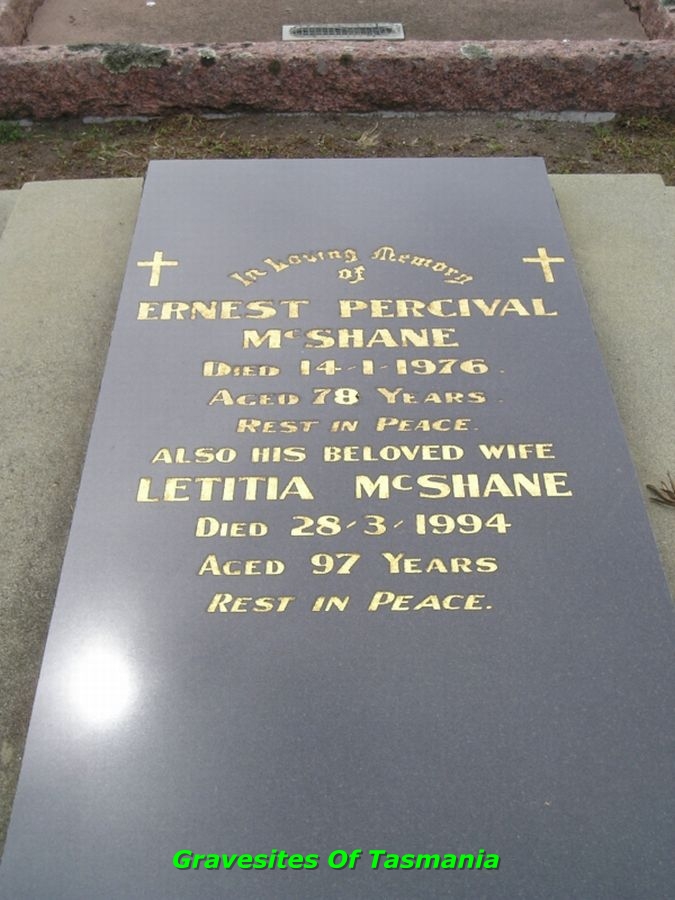 In Loving Memory
of
ERNEST PERCIVAL
McSHANE
DIED 14-1-1976.
AGED 78 YEARS.
REST IN PEACE.
ALSO HIS BELOVED WIFE
LETITIA McSHANE
DIED 28-3-1994
AGED 97 YEARS
REST IN PEACE.
Gravesites Of Tasmania